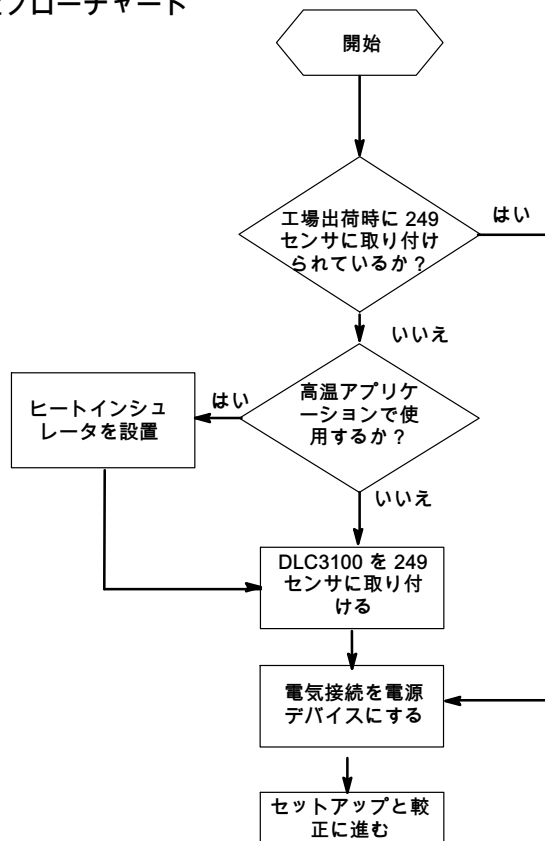 フローチャート
開始
工場出荷時に 249
センサに取り付け
られているか？
はい
いいえ
高温アプリケ
ーションで使
用するか？
はい
ヒートインシュ
レータを設置
いいえ
DLC3100 を 249
センサに取り付
ける
電気接続を電源
デバイスにする
セットアップと較
正に進む